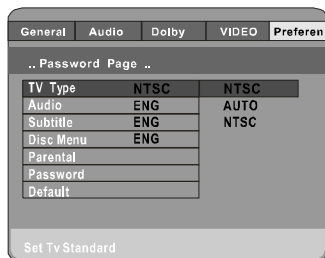 General Audio Dolby VIDEO Preferen
.. Password Page ..
TV Type NTSC NTSC
Audio ENG AUTO
Subtitle ENG NTSC
Disc Menu ENG
Parental
Password
Default
Set Tv Standard